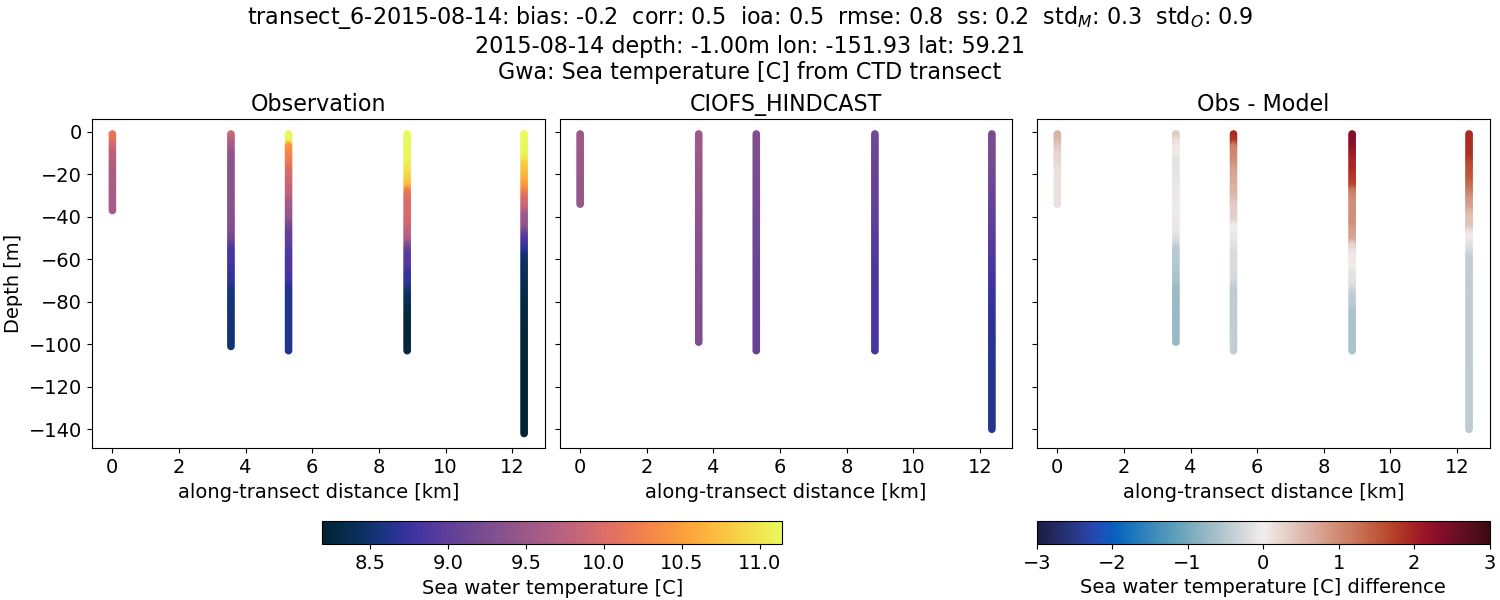 transect_6-2015-08-14: bias: -0.2  corr: 0.5  ioa: 0.5  rmse: 0.8  ss: 0.2  std_M: 0.3  std_O: 0.9
2015-08-14 depth: -1.00m lon: -151.93 lat: 59.21
Gwa: Sea temperature [C] from CTD transect
Observation
CIOFS_HINDCAST
Obs - Model
Depth [m]
0
−20
−40
−60
−80
−100
−120
−140
0 2 4 6 8 10 12
0 2 4 6 8 10 12
0 2 4 6 8 10 12
along-transect distance [km]
along-transect distance [km]
along-transect distance [km]
8.5 9.0 9.5 10.0 10.5 11.0
Sea water temperature [C]
−3 −2 −1 0 1 2 3
Sea water temperature [C] difference